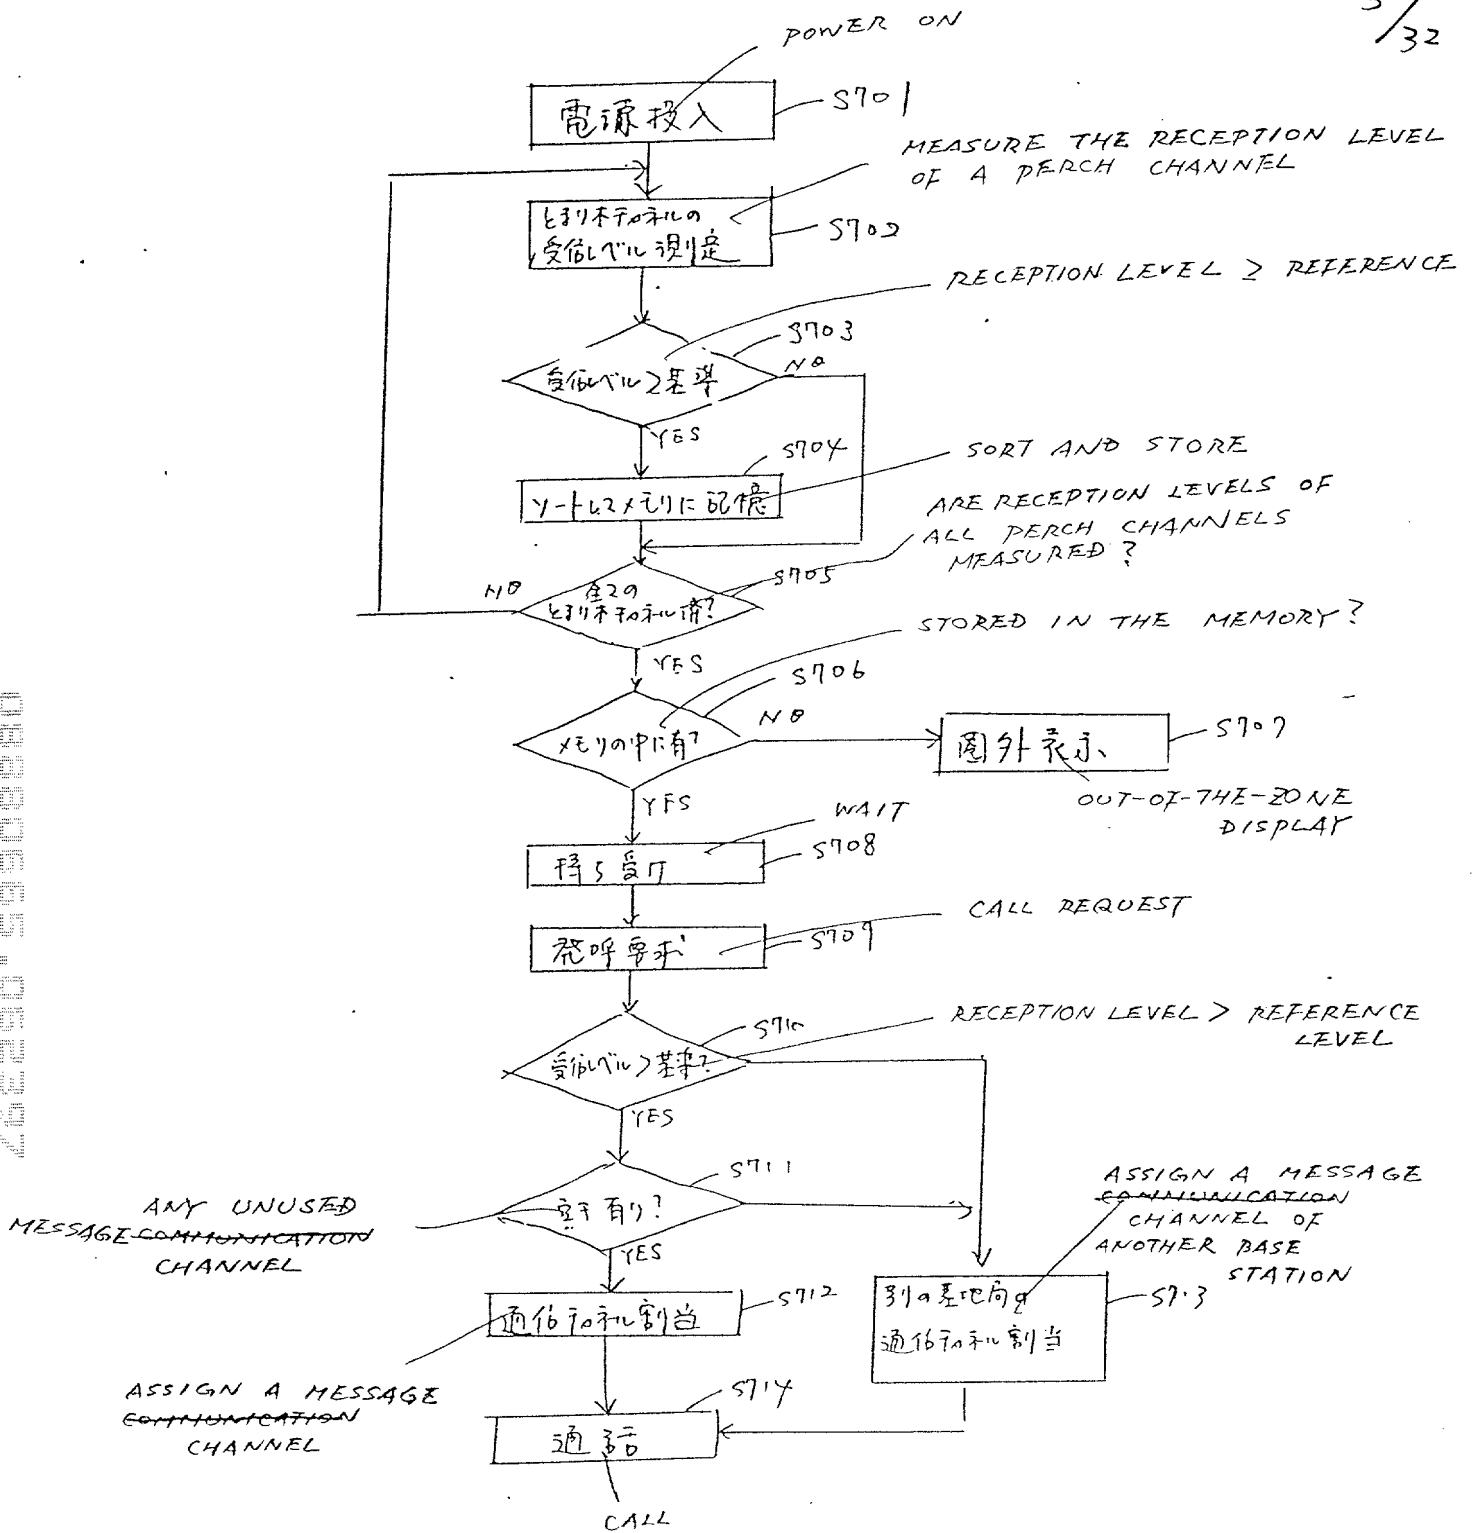 5/32
POWER ON
電源投入
S701
MEASURE THE RECEPTION LEVEL
OF A PERCH CHANNEL
とまり木チャネルの
受信レベル測定
S702
RECEPTION LEVEL ≥ REFERENCE
S703
受信レベル≥基準
NO
YES
S704
SORT AND STORE
ソートしてメモリに記憶
ARE RECEPTION LEVELS OF
ALL PERCH CHANNELS
MEASURED?
S705
NO
全ての
とまり木チャネル済?
YES
STORED IN THE MEMORY?
S706
NO
メモリの中に有?
圏外表示
S707
OUT-OF-THE-ZONE
DISPLAY
YES
WAIT
待ち受け
S708
CALL REQUEST
発呼要求
S709
RECEPTION LEVEL > REFERENCE
LEVEL
S710
受信レベル>基準?
YES
S711
ANY UNUSED
MESSAGE COMMUNICATION
CHANNEL
空き有り?
YES
ASSIGN A MESSAGE
COMMUNICATION
CHANNEL OF
ANOTHER BASE
STATION
通信チャネル割当
S712
別の基地局の
通信チャネル割当
S713
ASSIGN A MESSAGE
COMMUNICATION
CHANNEL
S714
通話
CALL